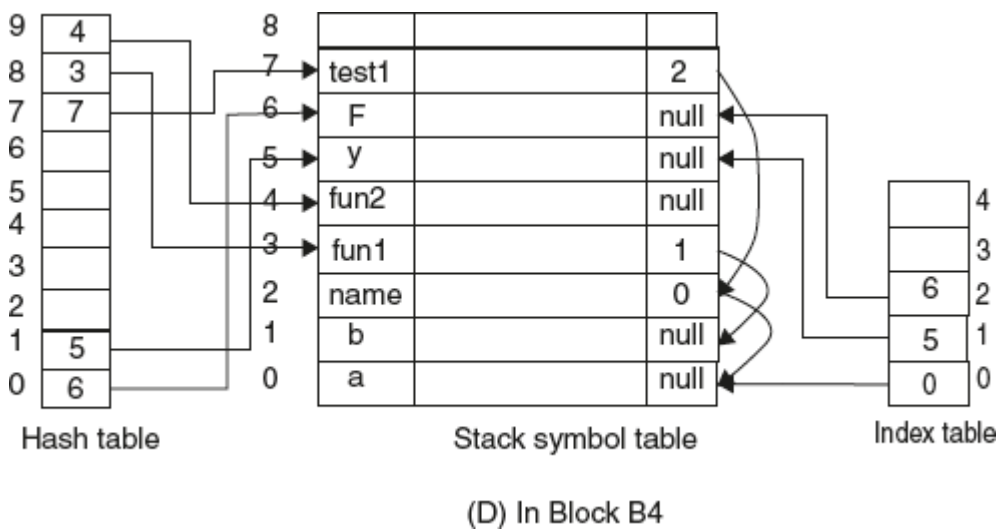 9 4 8
8 3 7 test1 2
7 7 6 F null
6 5 y null
5 4 fun2 null 4
4 3 fun1 1 3
3 2 name 0 6 2
2 1 b null 5 1
1 5 0 a null 0 0
0 6
Hash table Stack symbol table Index table
(D) In Block B4